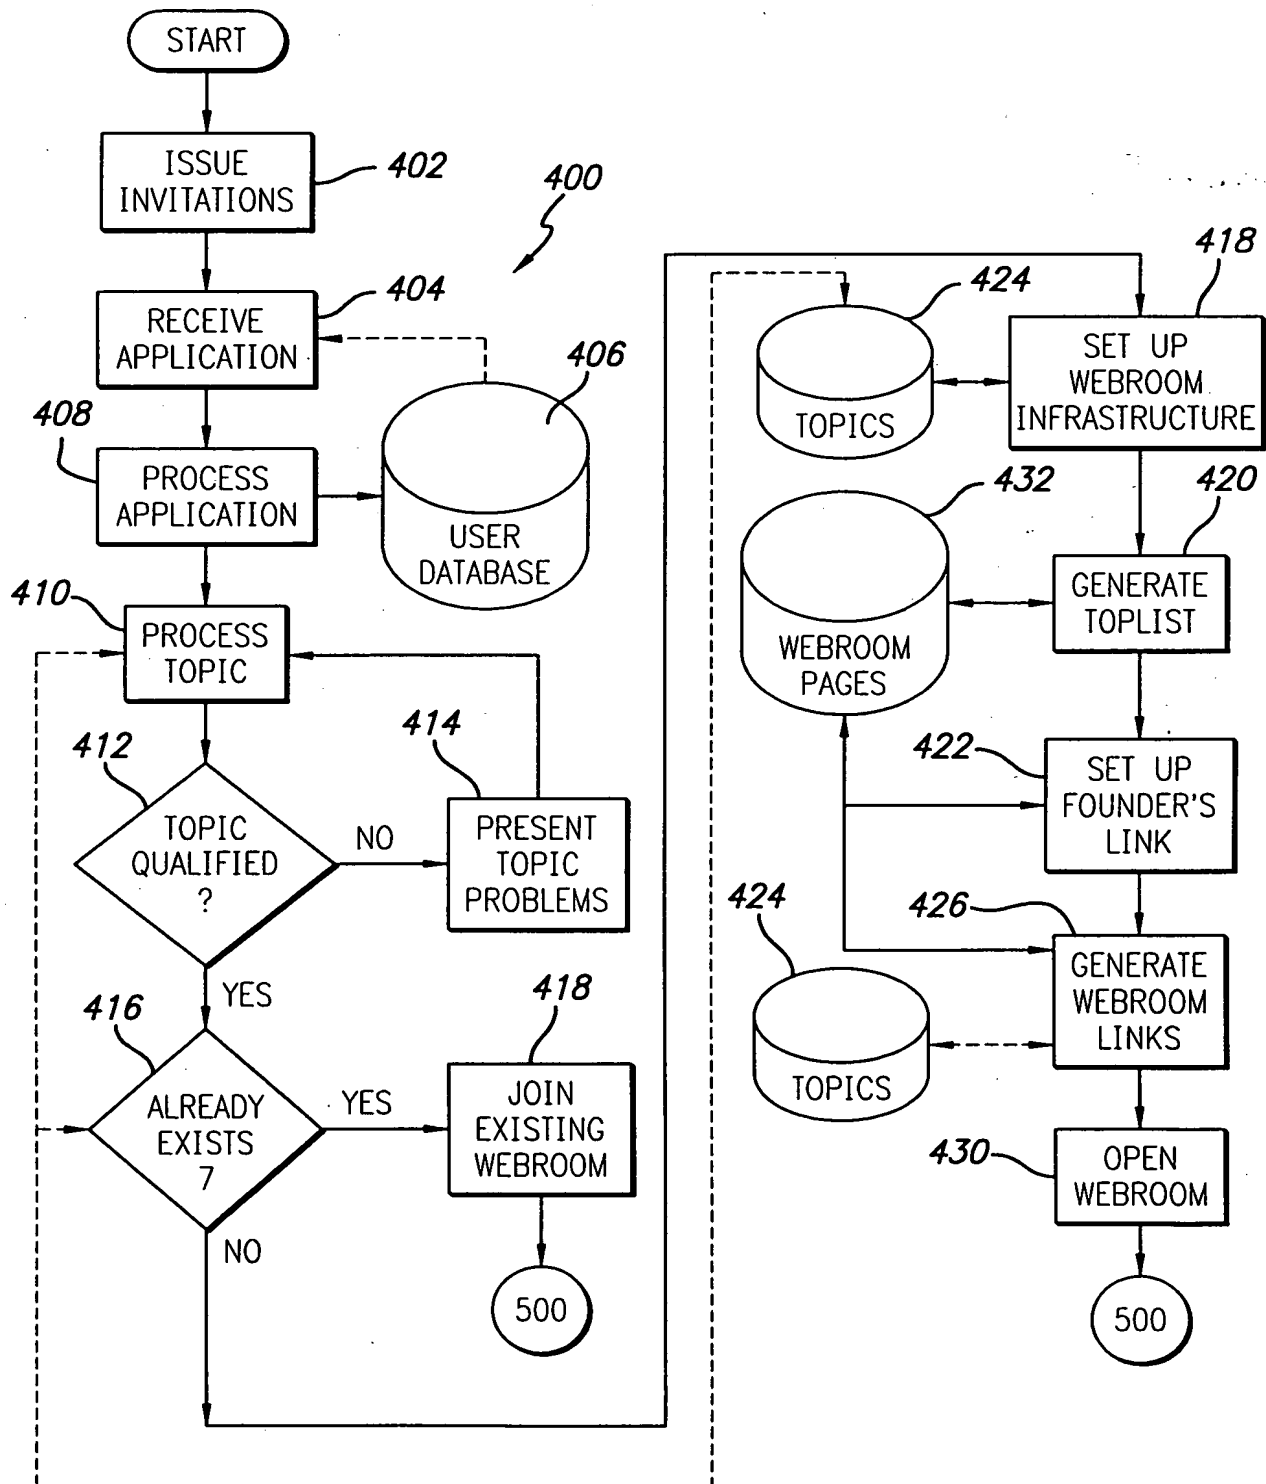 START
ISSUE
INVITATIONS
402
400
RECEIVE
APPLICATION
404
406
USER
DATABASE
408
PROCESS
APPLICATION
410
PROCESS
TOPIC
412
TOPIC
QUALIFIED
?
NO
414
PRESENT
TOPIC
PROBLEMS
YES
416
ALREADY
EXISTS
7
YES
418
JOIN
EXISTING
WEBROOM
500
NO
418
SET UP
WEBROOM
INFRASTRUCTURE
424
TOPICS
432
WEBROOM
PAGES
420
GENERATE
TOPLIST
422
SET UP
FOUNDER'S
LINK
424
TOPICS
426
GENERATE
WEBROOM
LINKS
430
OPEN
WEBROOM
500